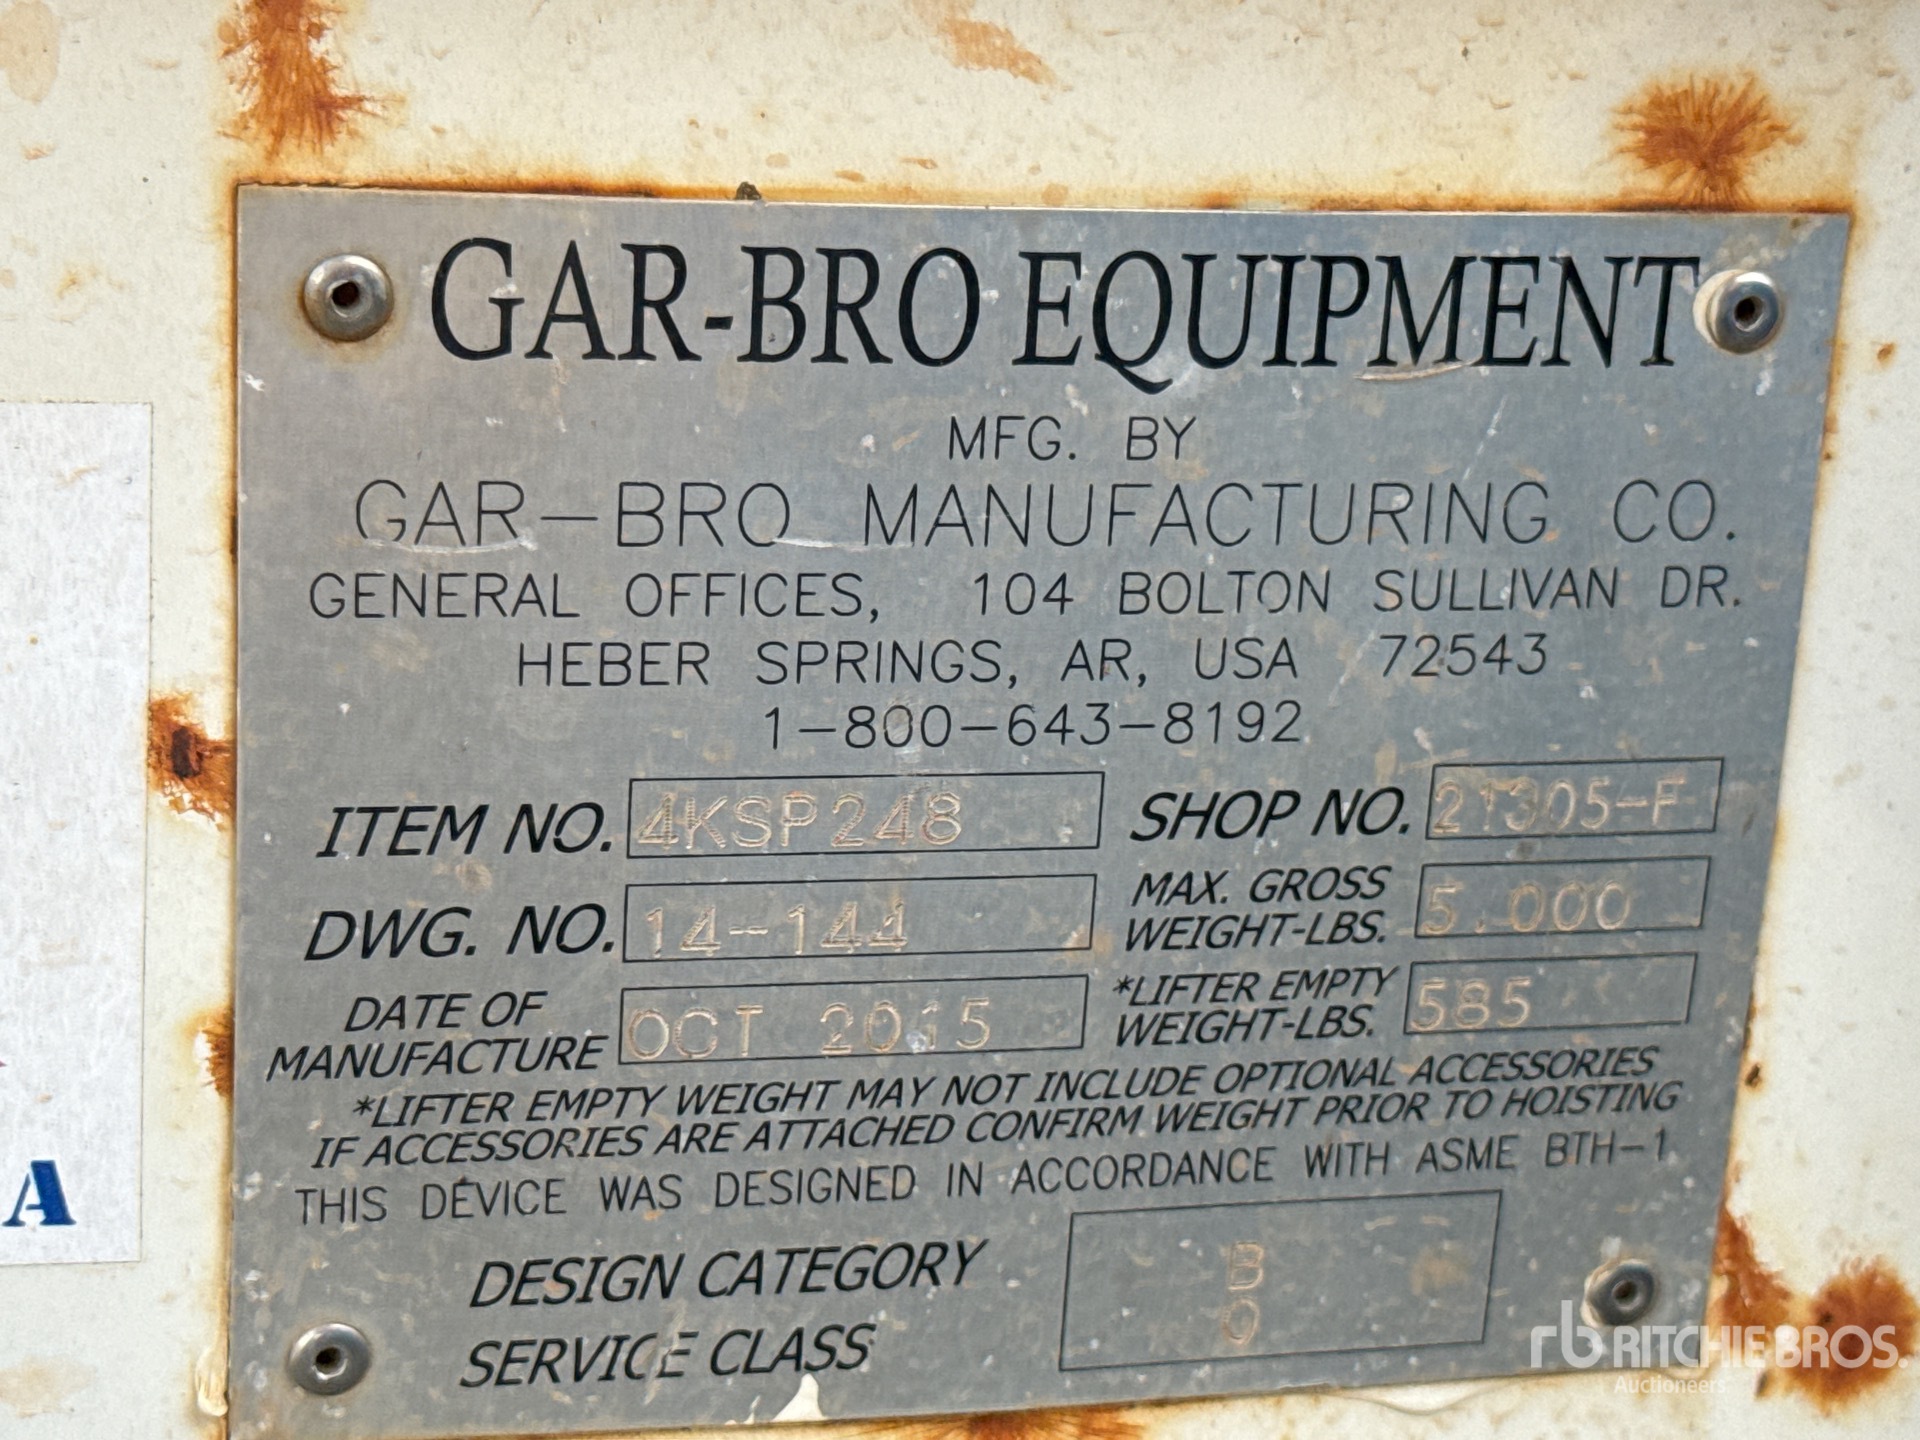 GAR-BRO EQUIPMENT
MFG. BY
GAR-BRO MANUFACTURING CO.
GENERAL OFFICES, 104 BOLTON SULLIVAN DR.
HEBER SPRINGS, AR, USA 72543
1-800-643-8192
ITEM NO. 4KSP248 SHOP NO. 21305-F
DWG. NO. 14-144 MAX. GROSS WEIGHT-LBS. 5.000
DATE OF MANUFACTURE OCT 2015 *LIFTER EMPTY WEIGHT-LBS. 585
*LIFTER EMPTY WEIGHT MAY NOT INCLUDE OPTIONAL ACCESSORIES
IF ACCESSORIES ARE ATTACHED CONFIRM WEIGHT PRIOR TO HOISTING
THIS DEVICE WAS DESIGNED IN ACCORDANCE WITH ASME BTH-1.
DESIGN CATEGORY B
SERVICE CLASS 0
A
rb RITCHIE BROS.
Auctioneers